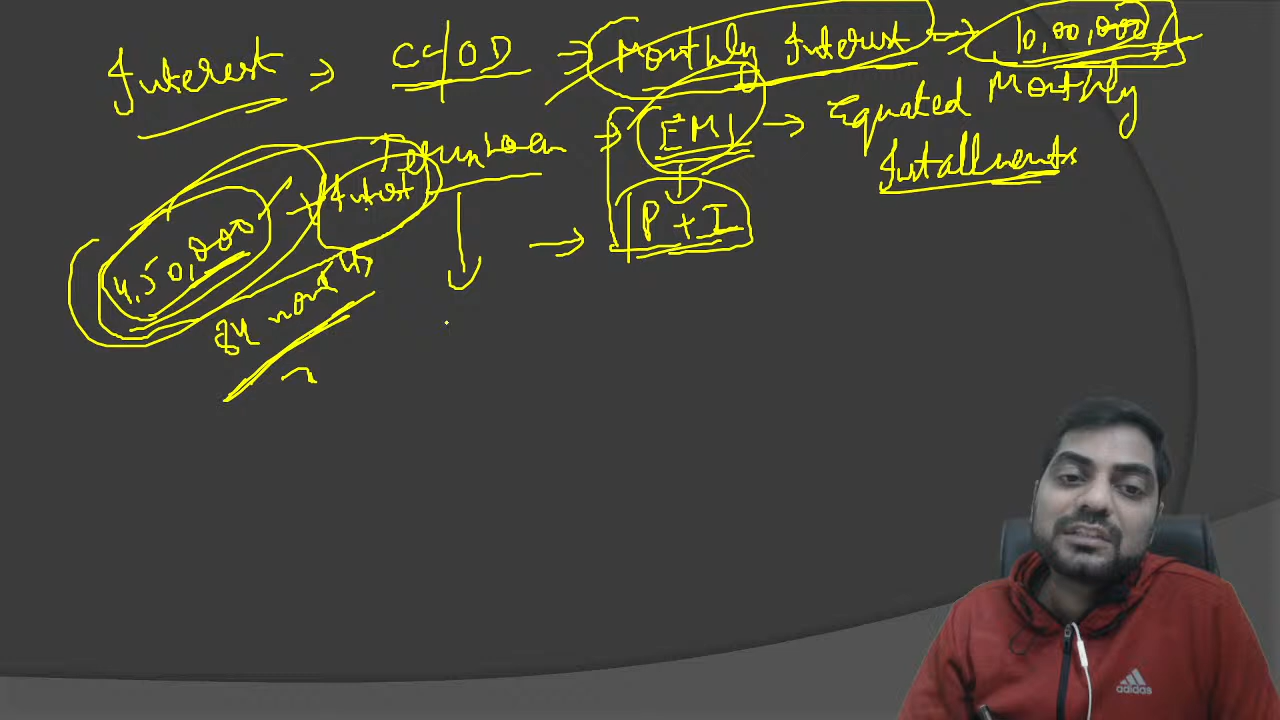 Interest → CC/OD ⇒ Monthly Interest → 10,00,000
Term Loan → EMI → Equated Monthly
Installments
4,50,000 + Interest
→ P + I
84 months
adidas